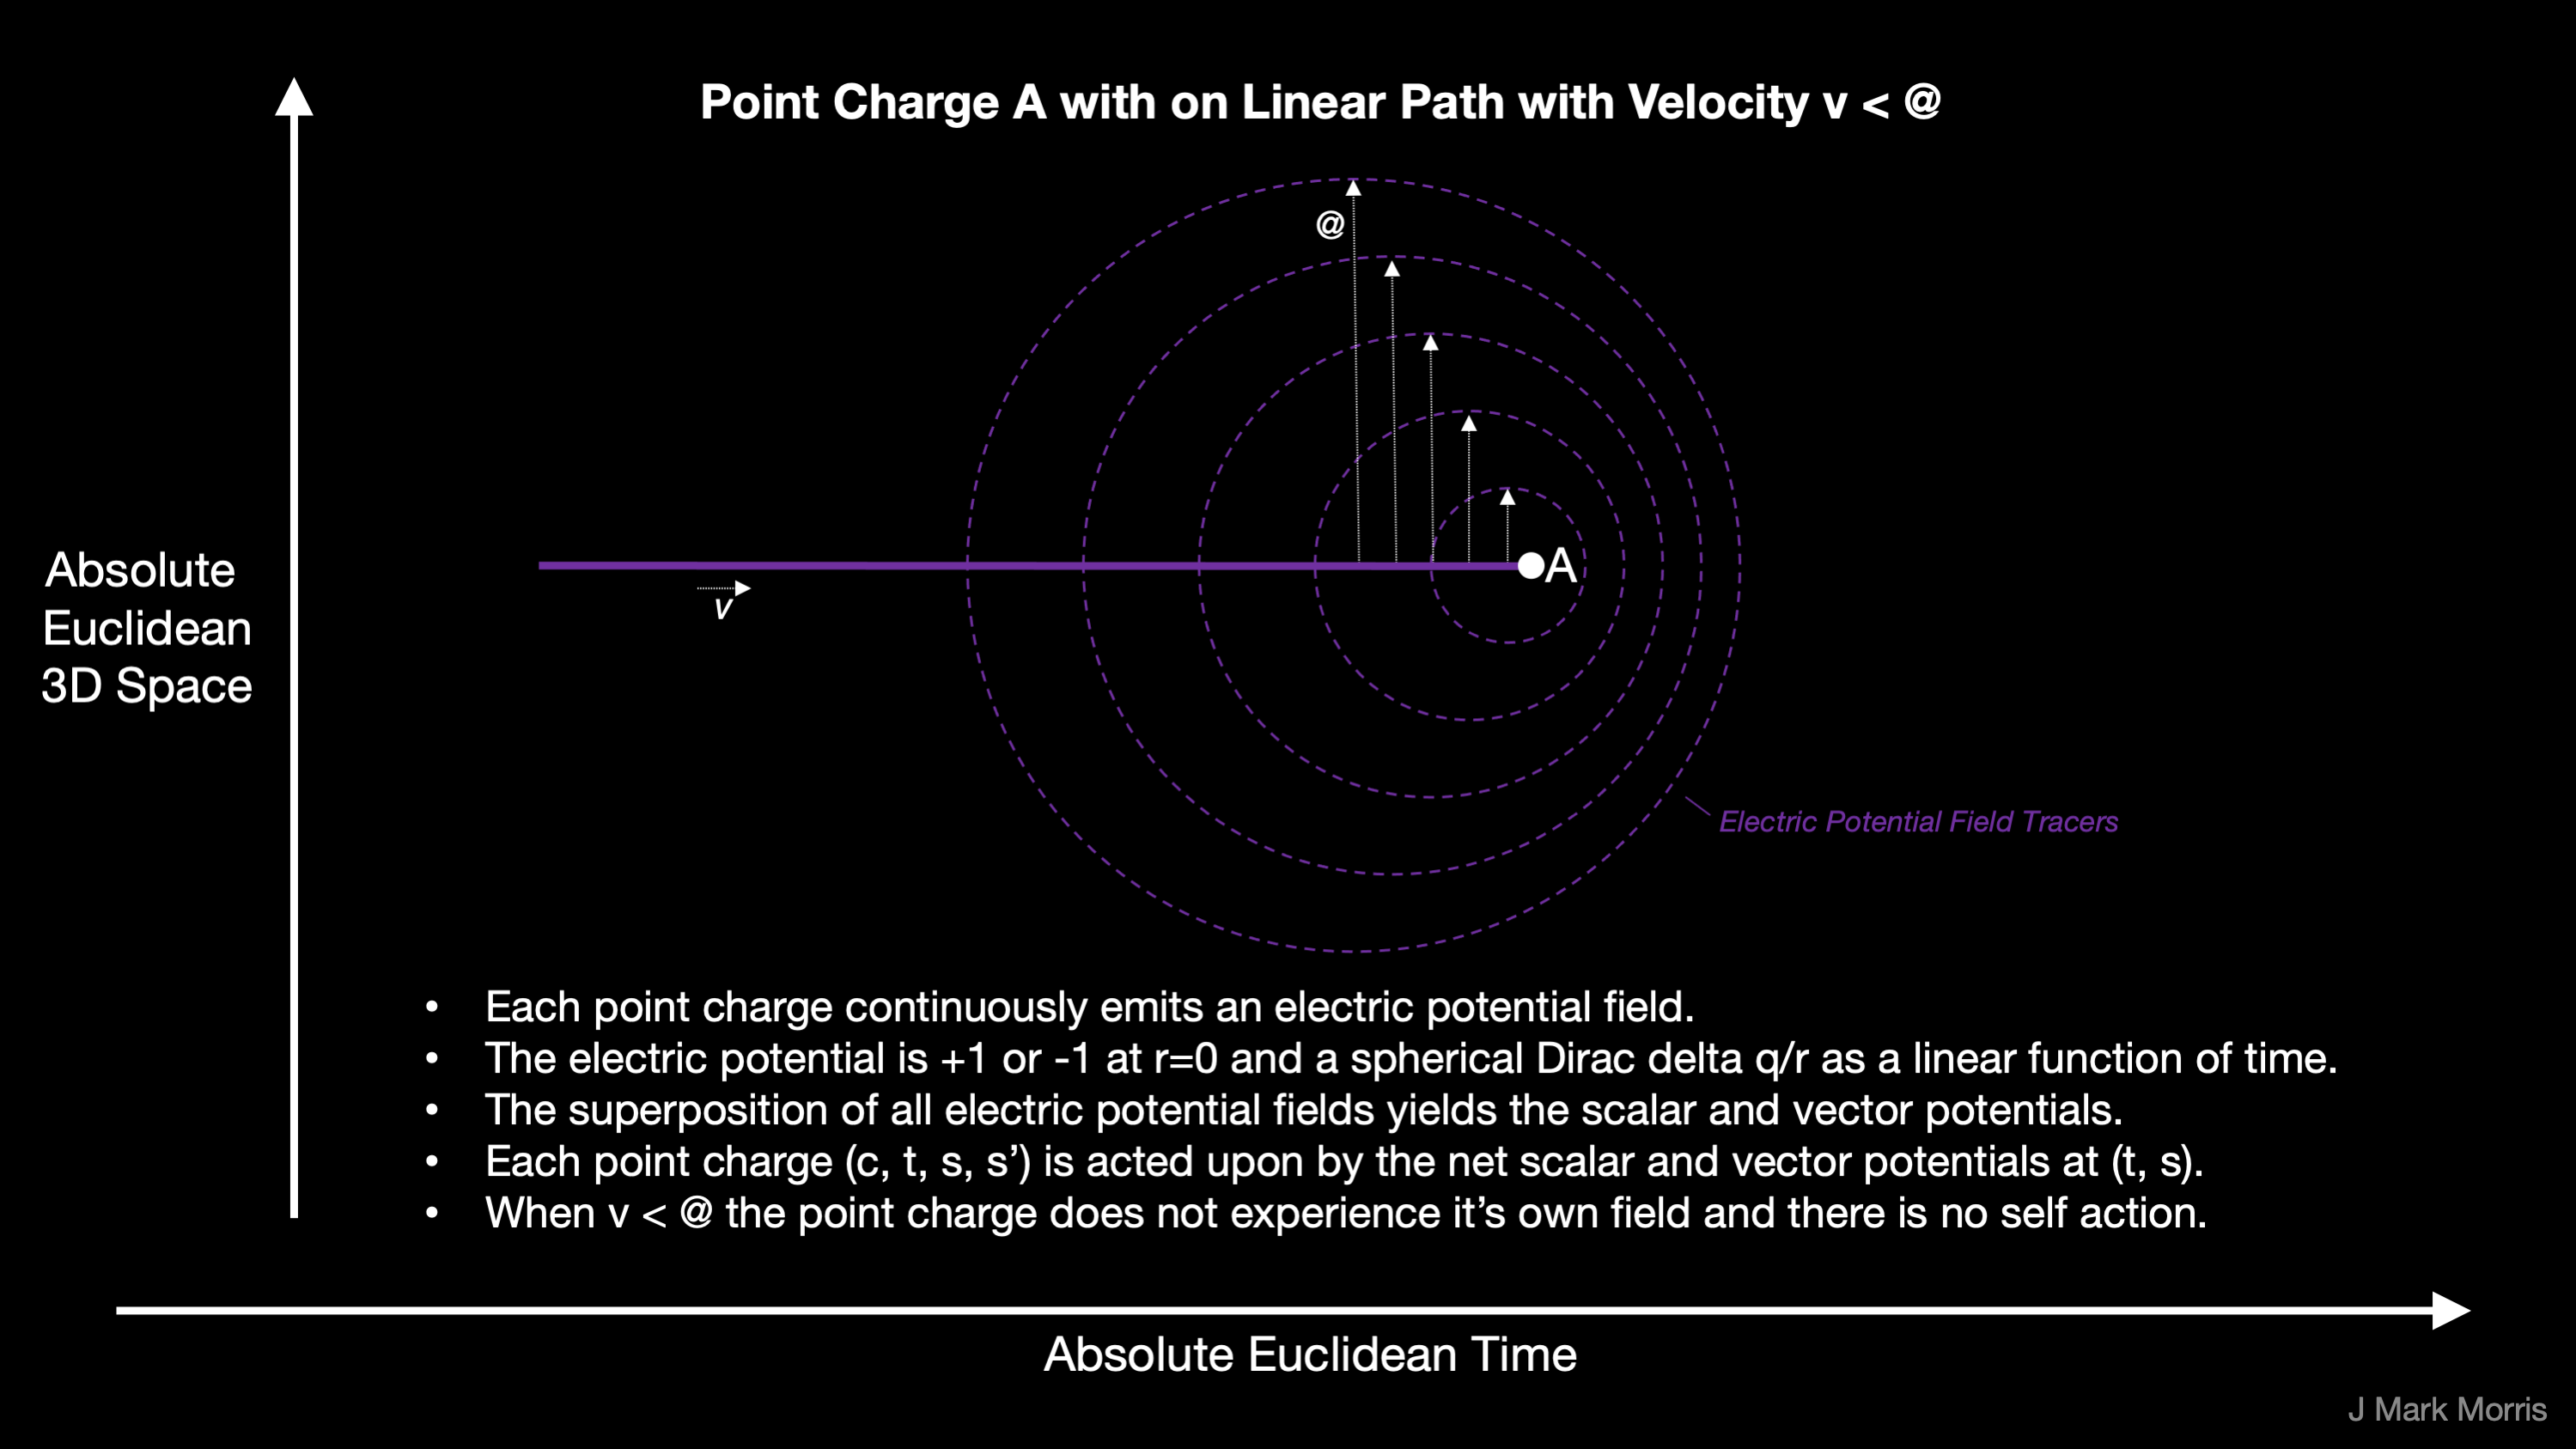 Point Charge A with on Linear Path with Velocity v < @
@
A
v
Absolute
Euclidean
3D Space
Electric Potential Field Tracers
• Each point charge continuously emits an electric potential field.
• The electric potential is +1 or -1 at r=0 and a spherical Dirac delta q/r as a linear function of time.
• The superposition of all electric potential fields yields the scalar and vector potentials.
• Each point charge (c, t, s, s’) is acted upon by the net scalar and vector potentials at (t, s).
• When v < @ the point charge does not experience it’s own field and there is no self action.
Absolute Euclidean Time
J Mark Morris